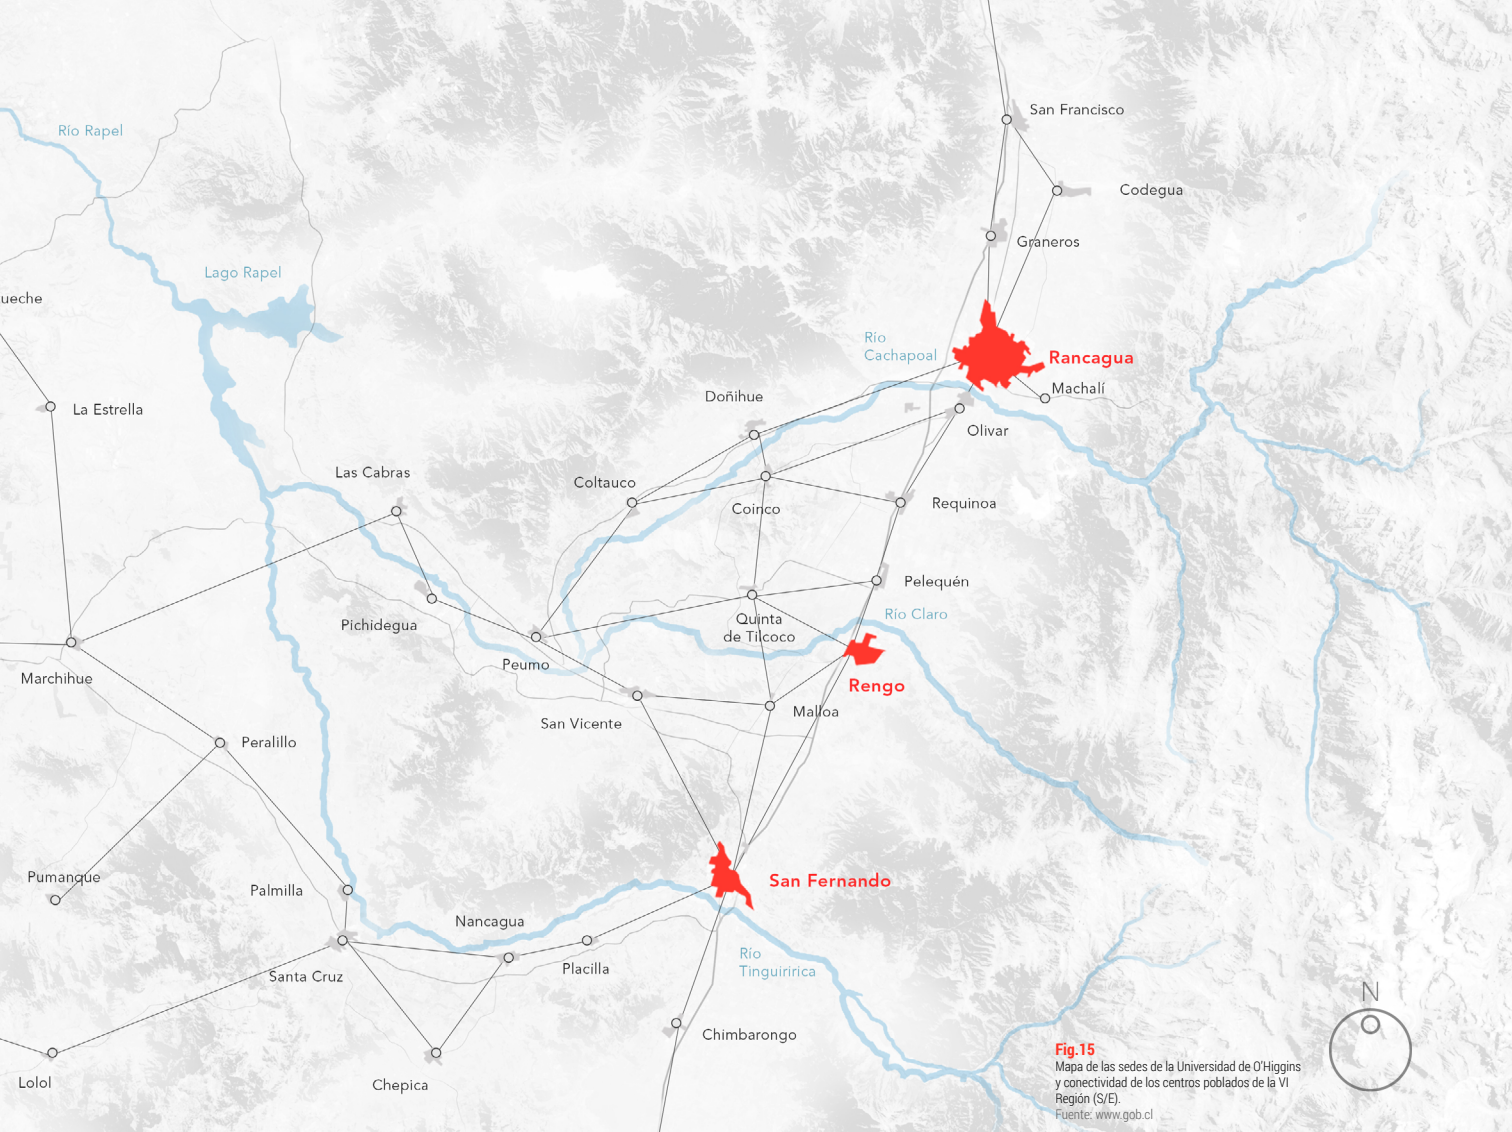 San Francisco
Río Rapel
Codegua
Graneros
Lago Rapel
ueche
Río
Cachapoal
Rancagua
Machalí
Doñihue
La Estrella
Olivar
Las Cabras
Coltauco
Coinco
Requinoa
Pelequén
Río Claro
Quinta
de Tilcoco
Pichidegua
Peumo
Marchihue
Rengo
Malloa
San Vicente
Peralillo
Pumanque
San Fernando
Palmilla
Nancagua
Río
Tinguiririca
Placilla
Santa Cruz
N
Chimbarongo
Fig.15
Mapa de las sedes de la Universidad de O'Higgins
y conectividad de los centros poblados de la VI
Región (S/E).
Fuente: www.gob.cl
Lolol
Chepica